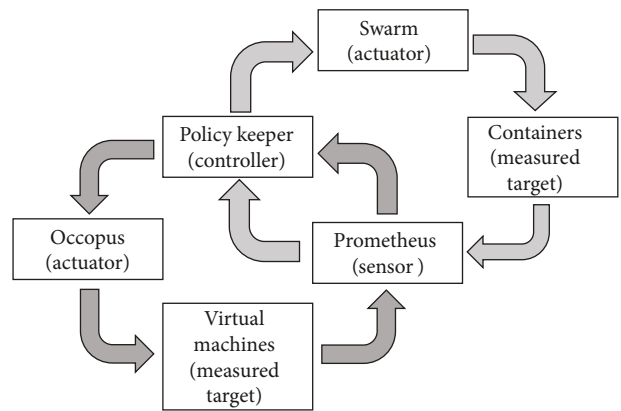 Swarm
(actuator)
Policy keeper
(controller)
Containers
(measured
target)
Occopus
(actuator)
Prometheus
(sensor )
Virtual
machines
(measured
target)